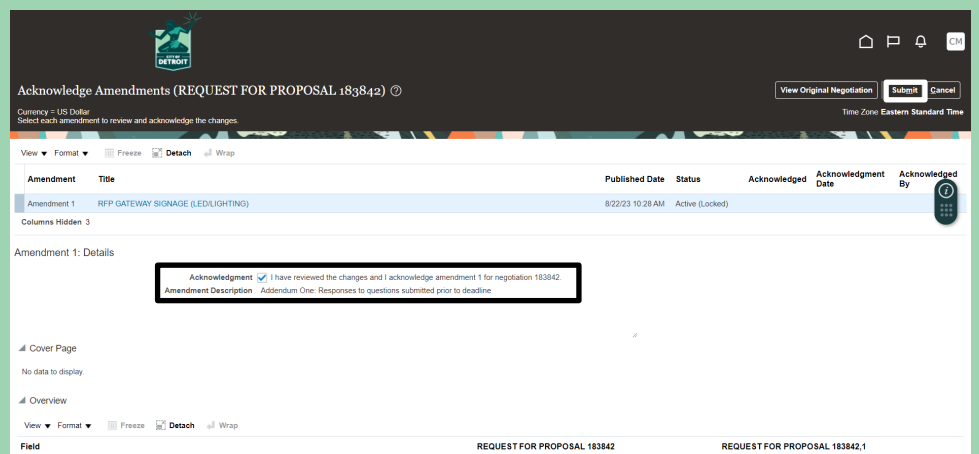 CITY OF
DETROIT
CM
Acknowledge Amendments (REQUEST FOR PROPOSAL 183842)
View Original Negotiation Submit Cancel
Currency = US Dollar
Time Zone Eastern Standard Time
Select each amendment to review and acknowledge the changes.
View Format Freeze Detach Wrap
Amendment Title Published Date Status Acknowledged Acknowledgment Date Acknowledged By
Amendment 1 RFP GATEWAY SIGNAGE (LED/LIGHTING) 8/22/23 10:28 AM Active (Locked)
Columns Hidden 3
Amendment 1: Details
Acknowledgment I have reviewed the changes and I acknowledge amendment 1 for negotiation 183842.
Amendment Description Addendum One: Responses to questions submitted prior to deadline
Cover Page
No data to display.
Overview
View Format Freeze Detach Wrap
Field REQUEST FOR PROPOSAL 183842 REQUEST FOR PROPOSAL 183842,1